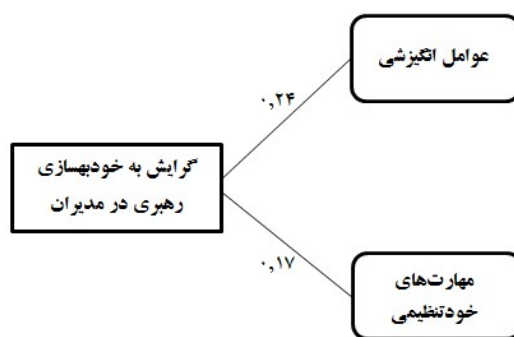 عوامل انگیزشی
۰,۲۴
گرایش به خودبهسازی
رهبری در مدیران
۰,۱۷
مهارت‌های
خودتنظیمی